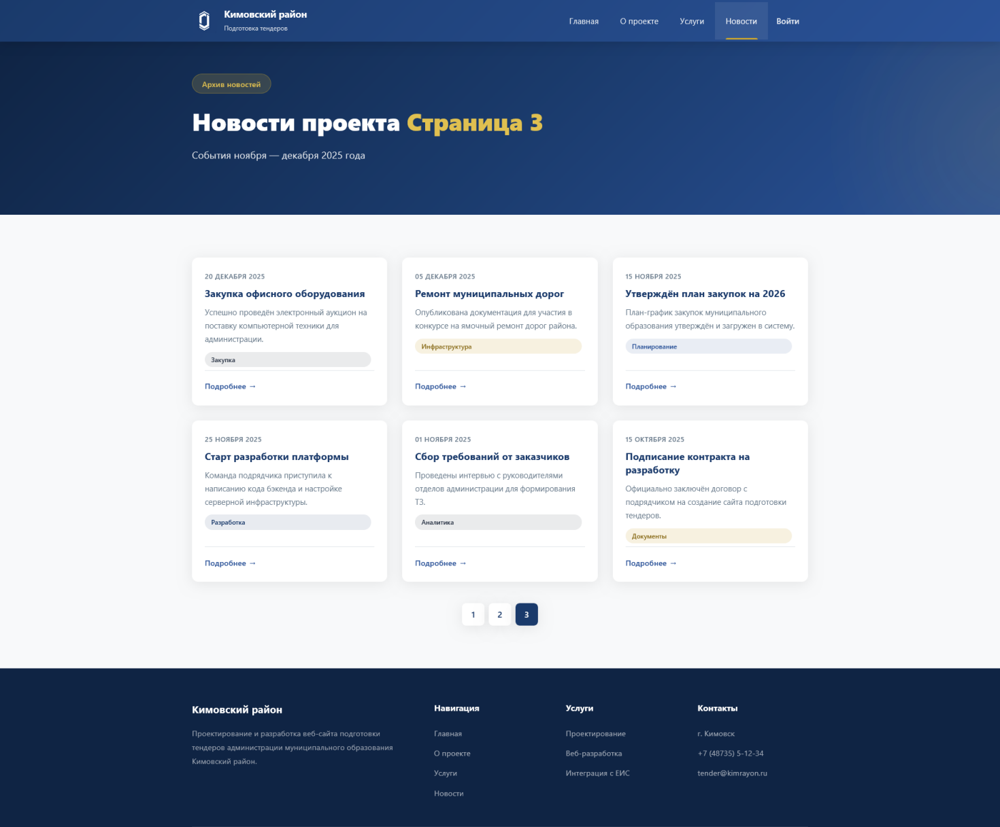 Кимовский район
Подготовка тендеров
Главная
О проекте
Услуги
Новости
Войти
Архив новостей
Новости проекта Страница 3
События ноября — декабря 2025 года
20 ДЕКАБРЯ 2025
Закупка офисного оборудования
Успешно проведён электронный аукцион на
поставку компьютерной техники для
администрации.
Закупка
Подробнее →
05 ДЕКАБРЯ 2025
Ремонт муниципальных дорог
Опубликована документация для участия в
конкурсе на ямочный ремонт дорог района.
Инфраструктура
Подробнее →
15 НОЯБРЯ 2025
Утверждён план закупок на 2026
План-график закупок муниципального
образования утверждён и загружен в систему.
Планирование
Подробнее →
25 НОЯБРЯ 2025
Старт разработки платформы
Команда подрядчика приступила к
написанию кода бэкенда и настройке
серверной инфраструктуры.
Разработка
Подробнее →
01 НОЯБРЯ 2025
Сбор требований от заказчиков
Проведены интервью с руководителями
отделов администрации для формирования
ТЗ.
Аналитика
Подробнее →
15 ОКТЯБРЯ 2025
Подписание контракта на
разработку
Официально заключён договор с
подрядчиком на создание сайта подготовки
тендеров.
Документы
Подробнее →
1
2
3
Кимовский район
Проектирование и разработка веб-сайта подготовки
тендеров администрации муниципального образования
Кимовский район.
Навигация
Главная
О проекте
Услуги
Новости
Услуги
Проектирование
Веб-разработка
Интеграция с ЕИС
Контакты
г. Кимовск
+7 (48735) 5-12-34
tender@kimrayon.ru